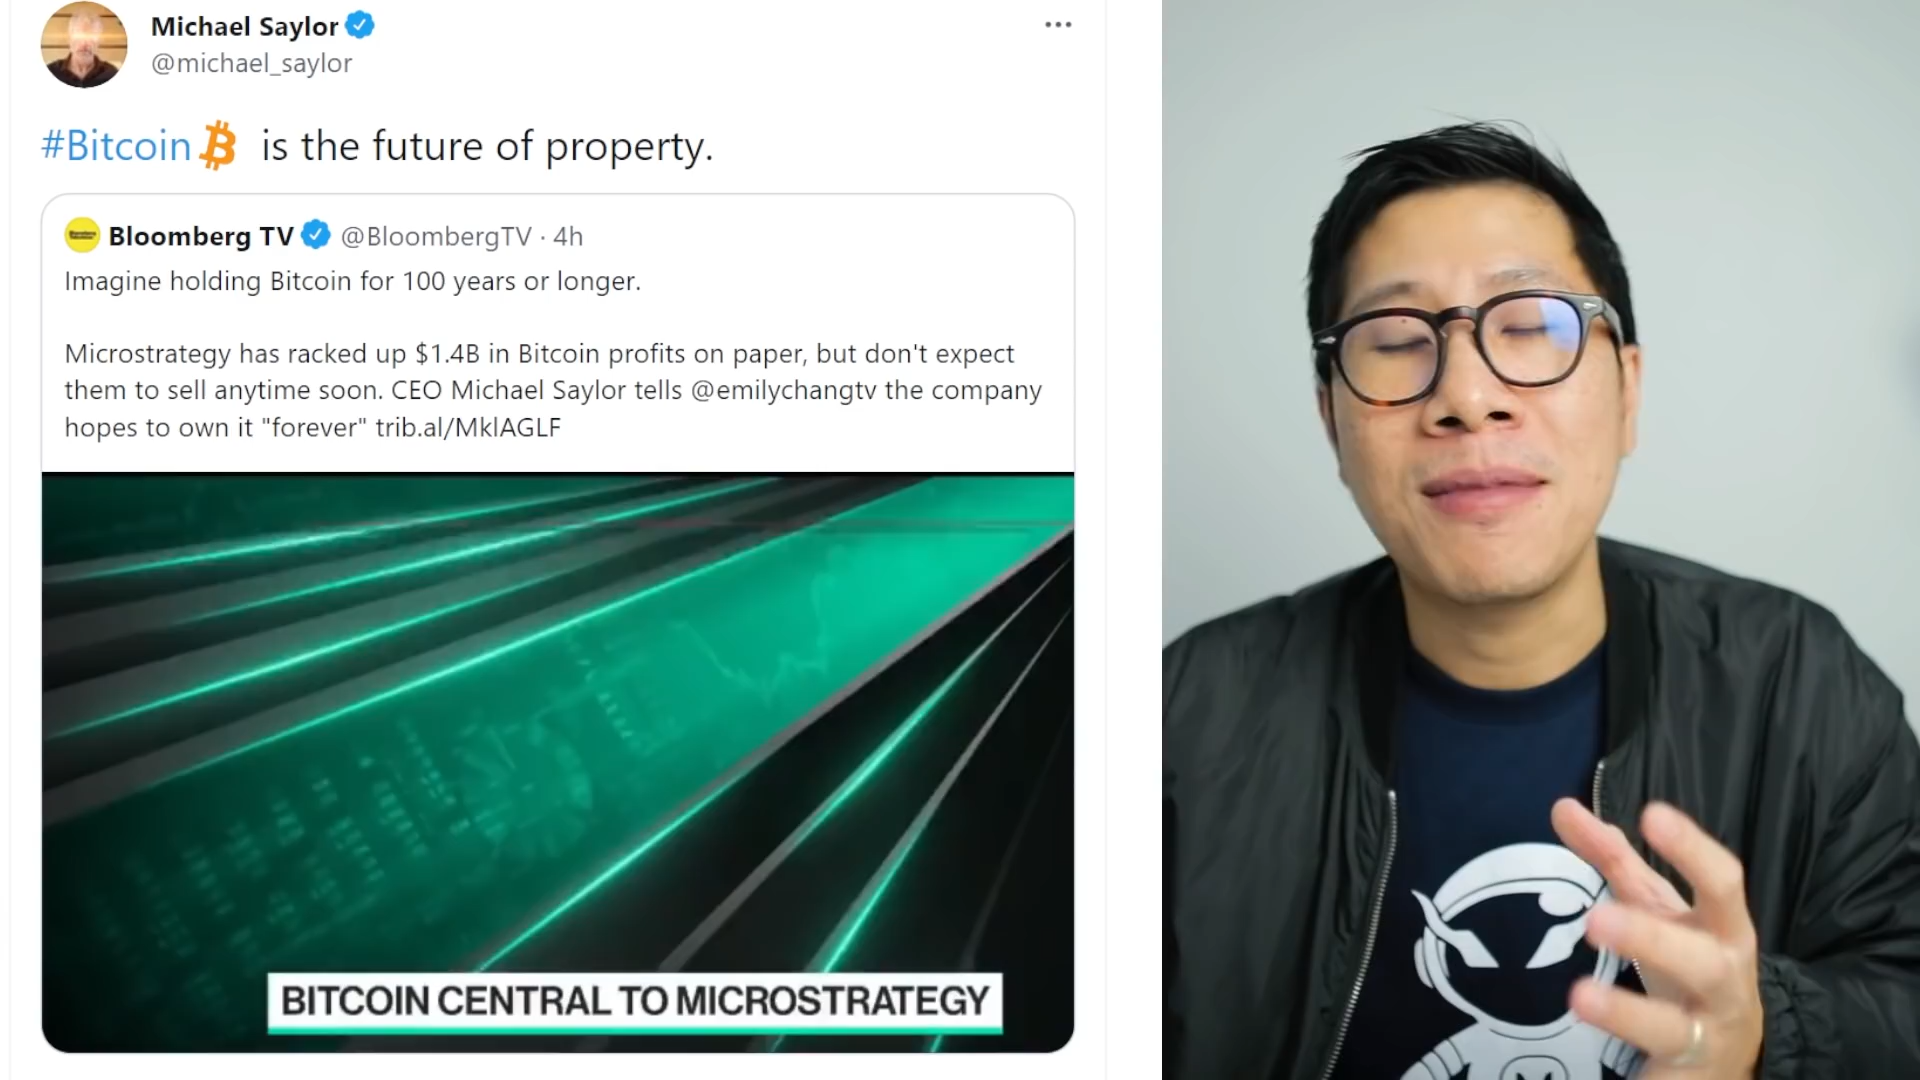 Michael Saylor
@michael_saylor
#Bitcoin is the future of property.
Bloomberg TV @BloombergTV · 4h
Imagine holding Bitcoin for 100 years or longer.
Microstrategy has racked up $1.4B in Bitcoin profits on paper, but don't expect
them to sell anytime soon. CEO Michael Saylor tells @emilychangtv the company
hopes to own it "forever" trib.al/MklAGLF
BITCOIN CENTRAL TO MICROSTRATEGY